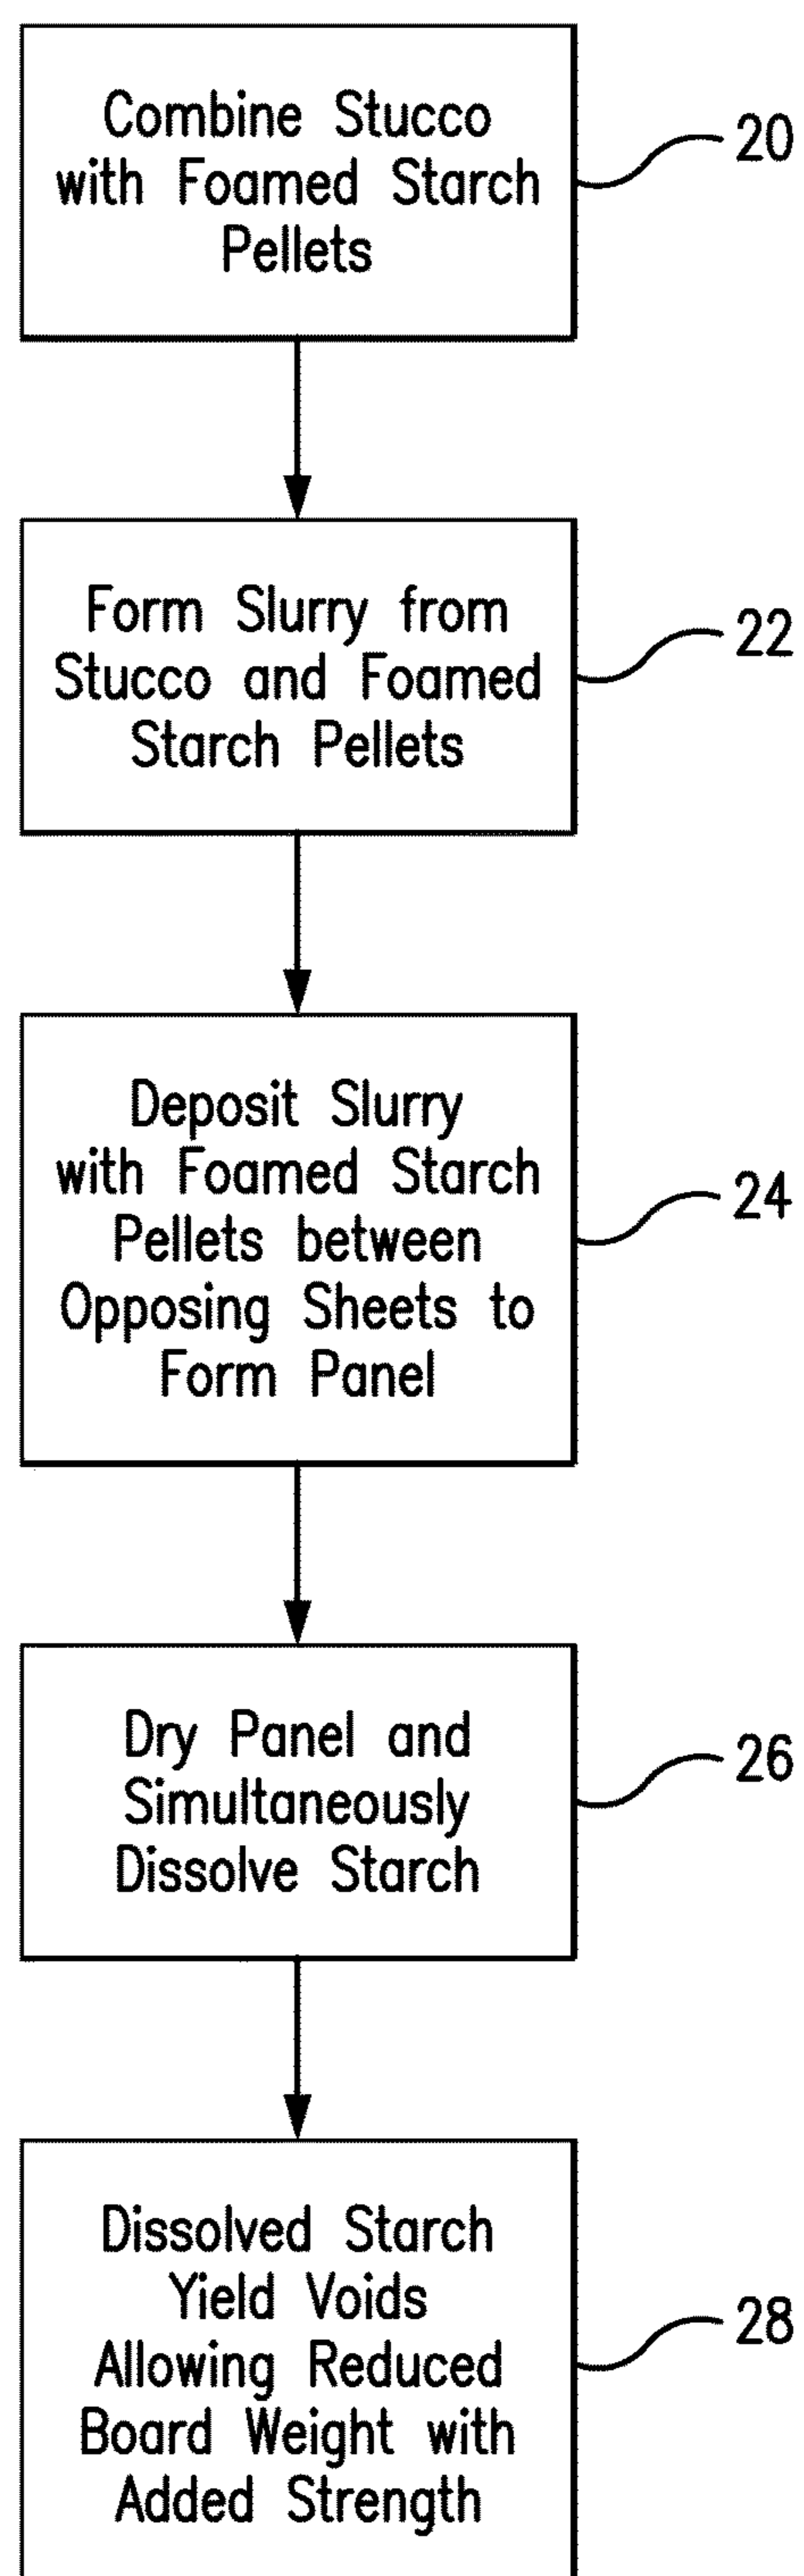 Combine Stucco
with Foamed Starch
Pellets
20
Form Slurry from
Stucco and Foamed
Starch Pellets
22
Deposit Slurry
with Foamed Starch
Pellets between
Opposing Sheets to
Form Panel
24
Dry Panel and
Simultaneously
Dissolve Starch
26
Dissolved Starch
Yield Voids
Allowing Reduced
Board Weight with
Added Strength
28